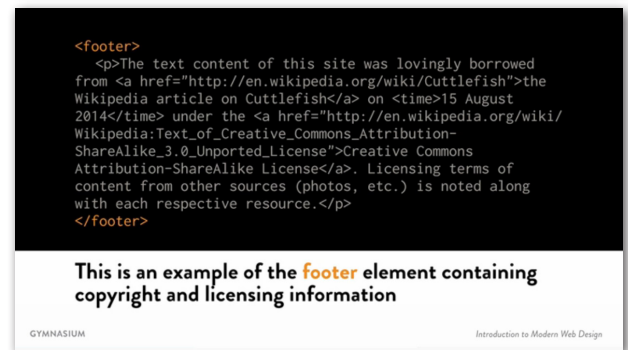 <footer>
<p>The text content of this site was lovingly borrowed
from <a href="http://en.wikipedia.org/wiki/Cuttlefish">the
Wikipedia article on Cuttlefish</a> on <time>15 August
2014</time> under the <a href="http://en.wikipedia.org/wiki/
Wikipedia:Text_of_Creative_Commons_Attribution-
ShareAlike_3.0_Unported_License">Creative Commons
Attribution-ShareAlike License</a>. Licensing terms of
content from other sources (photos, etc.) is noted along
with each respective resource.</p>
</footer>
This is an example of the footer element containing
copyright and licensing information
GYMNASIUM
Introduction to Modern Web Design